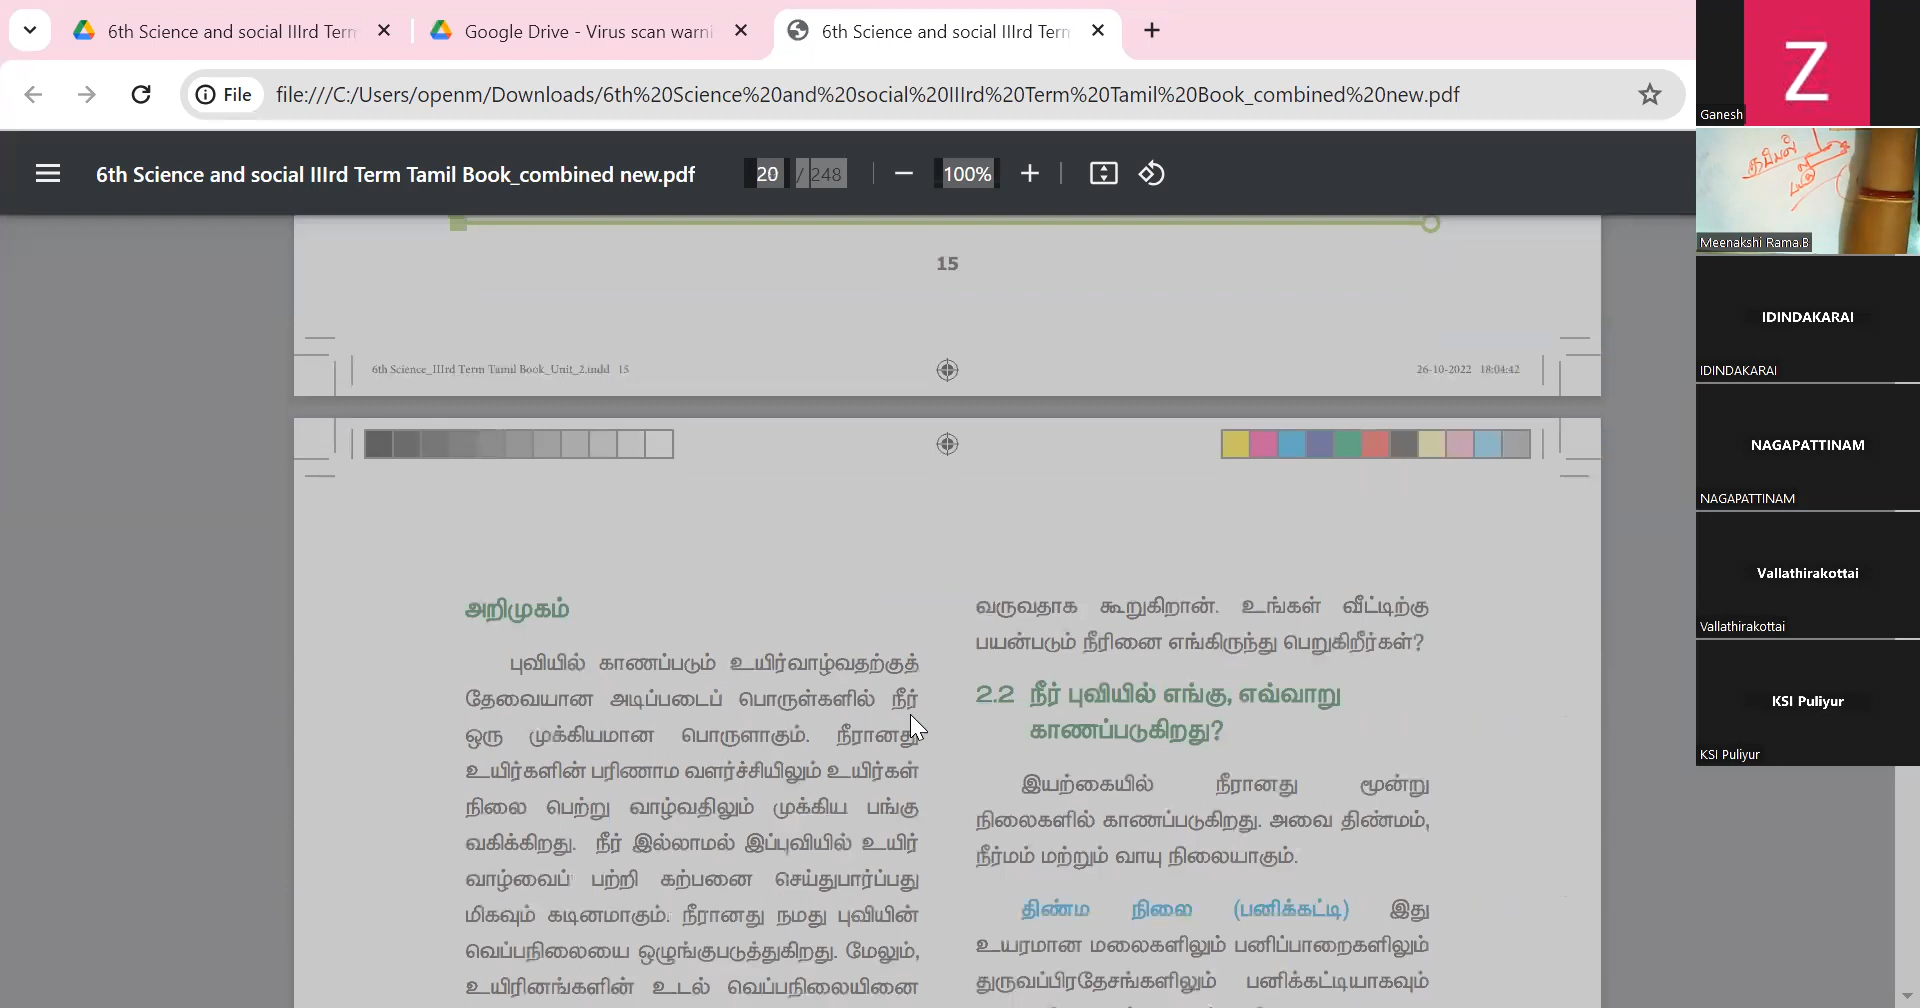 6th Science and social IIIrd Term
Google Drive - Virus scan warni
6th Science and social IIIrd Tern
File
file:///C:/Users/openm/Downloads/6th%20Science%20and%20social%20IIIrd%20Term%20Tamil%20Book_combined%20new.pdf
6th Science and social IIIrd Term Tamil Book_combined new.pdf
20 / 248
100%
15
6th Science_IIIrd Term Tamil Book_Unit_2.indd 15
26-10-2022 18:04:42
அறிமுகம்
புவியில் காணப்படும் உயிர்வாழ்வதற்குத்
தேவையான அடிப்படைப் பொருள்களில் நீர்
ஒரு முக்கியமான பொருளாகும். நீரானது
உயிர்களின் பரிணாம வளர்ச்சியிலும் உயிர்கள்
நிலை பெற்று வாழ்வதிலும் முக்கிய பங்கு
வகிக்கிறது. நீர் இல்லாமல் இப்புவியில் உயிர்
வாழ்வைப் பற்றி கற்பனை செய்துபார்ப்பது
மிகவும் கடினமாகும். நீரானது நமது புவியின்
வெப்பநிலையை ஒழுங்குபடுத்துகிறது. மேலும்,
உயிரினங்களின் உடல் வெப்பநிலையினை
வருவதாக கூறுகிறான். உங்கள் வீட்டிற்கு
பயன்படும் நீரினை எங்கிருந்து பெறுகிறீர்கள்?
2.2 நீர் புவியில் எங்கு, எவ்வாறு
காணப்படுகிறது?
இயற்கையில் நீரானது மூன்று
நிலைகளில் காணப்படுகிறது. அவை திண்மம்,
நீர்மம் மற்றும் வாயு நிலையாகும்.
திண்ம நிலை (பனிக்கட்டி) இது
உயரமான மலைகளிலும் பனிப்பாறைகளிலும்
துருவப்பிரதேசங்களிலும் பனிக்கட்டியாகவும்
Z
Ganesh
Meenakshi Rama.B
IDINDAKARAI
IDINDAKARAI
NAGAPATTINAM
NAGAPATTINAM
Vallathirakottai
Vallathirakottai
KSI Puliyur
KSI Puliyur